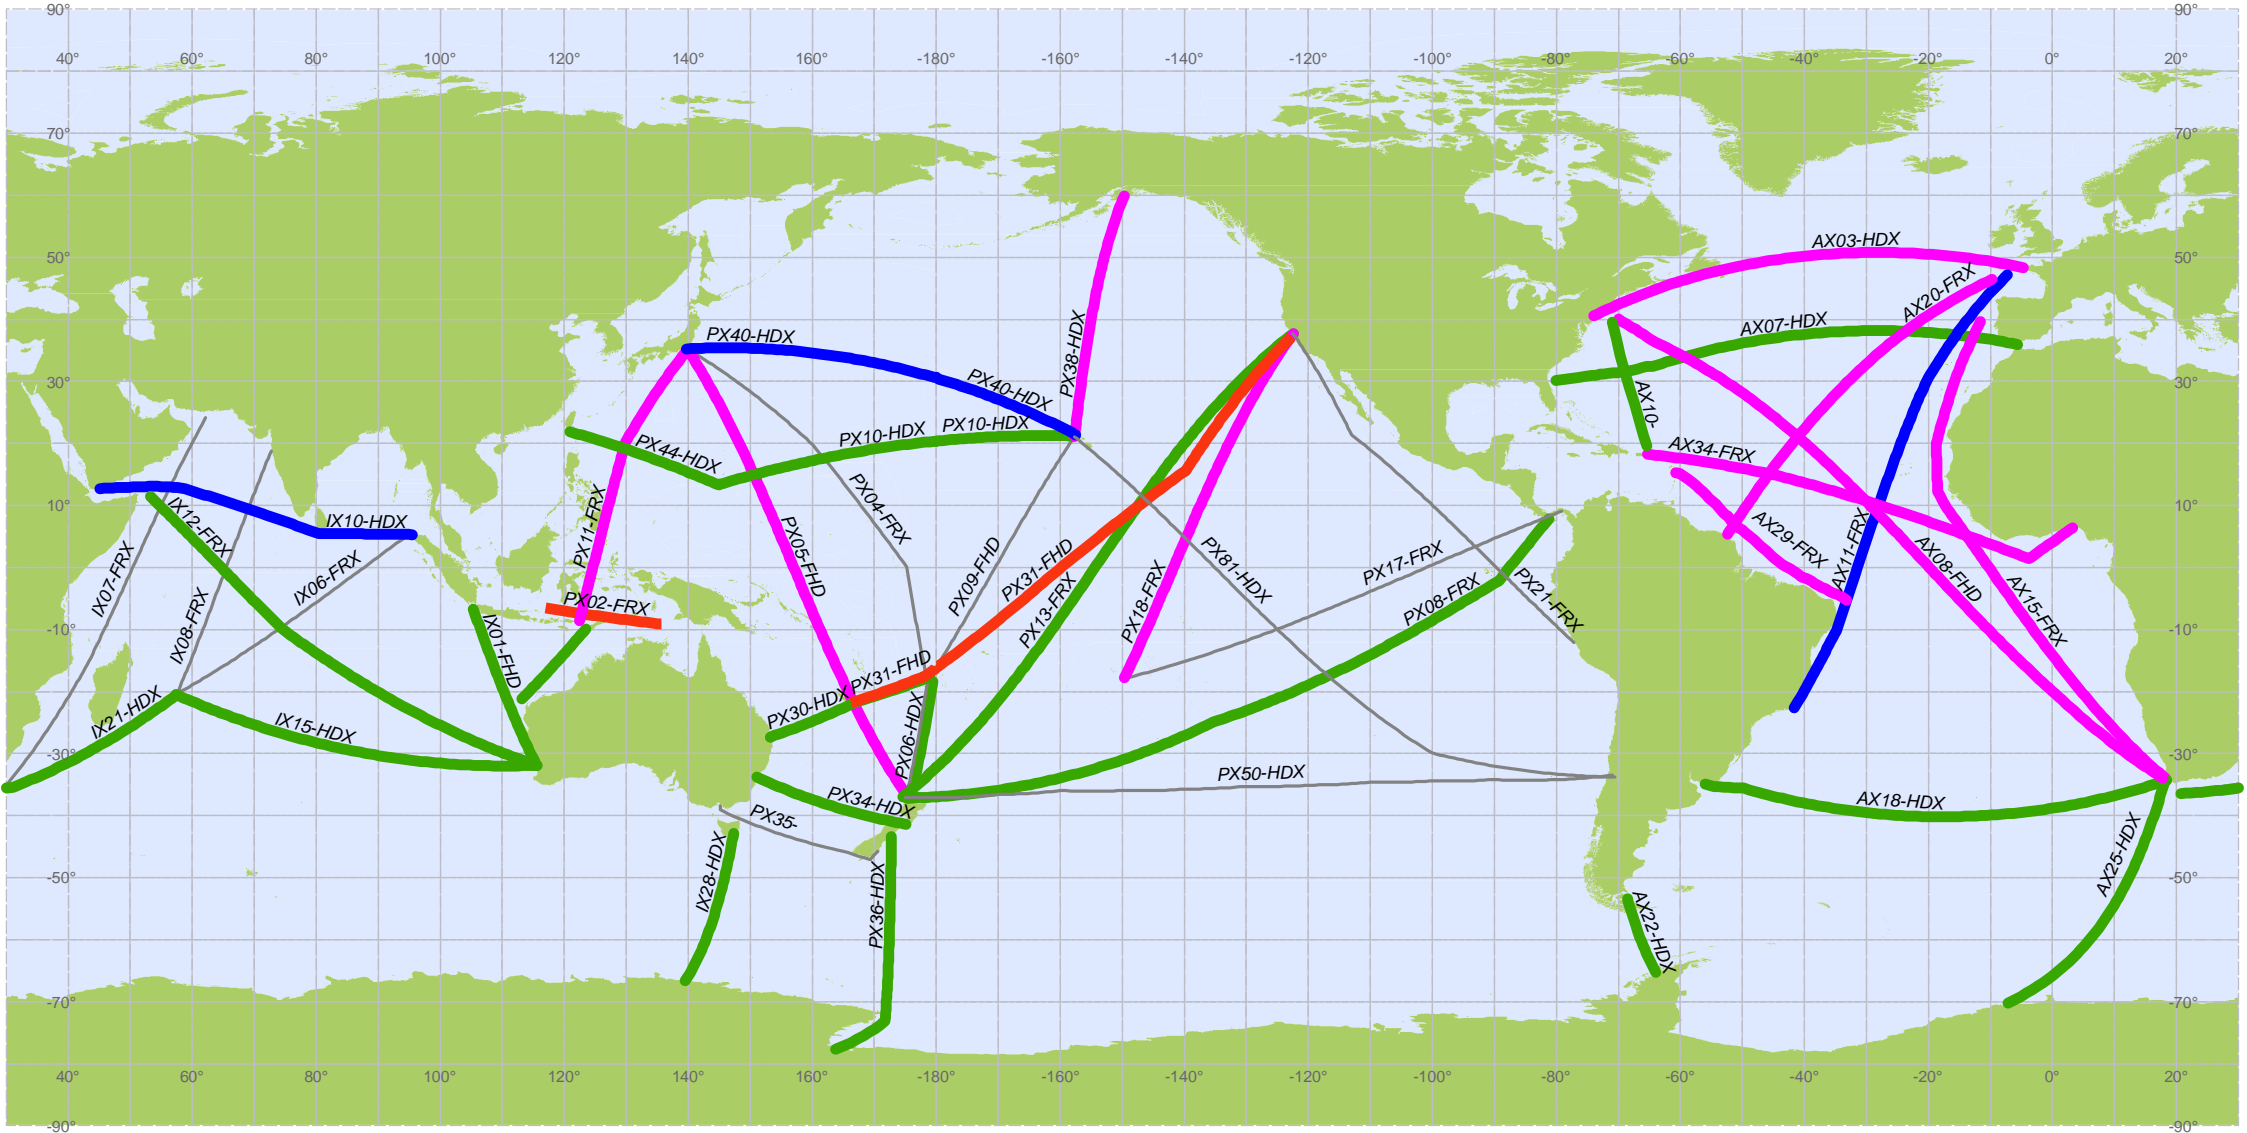 90° 90°
40° 60° 80° 100° 120° 140° 160° -180° -160° -140° -120° -100° -80° -60° -40° -20° 0° 20°
70° 70°
AX03-HDX
50° 50°
AX20-FRX
AX07-HDX
PX40-HDX
PX38-HDX
PX40-HDX
30° 30°
AX10-
PX10-HDX
PX10-HDX
PX44-HDX
AX34-FRX
PX04-FRX
10° 10°
IX10-HDX
IX12-FRX
PX11-FRX
PX05-FHD
AX29-FRX
AX11-FRX
IX07-FRX
IX06-FRX
PX09-FHD
PX31-FHD
PX81-HDX
PX17-FRX
AX08-FHD
IX08-FRX
PX02-FRX
PX13-FRX
PX18-FRX
PX08-FRX
PX21-FRX
AX15-FRX
-10° -10°
IX01-FHD
PX31-FHD
IX21-HDX
IX15-HDX
PX30-HDX
PX06-HDX
-30° -30°
PX50-HDX
PX34-HDX
PX35-
AX18-HDX
IX28-HDX
AX25-HDX
-50° -50°
PX36-HDX
AX22-HDX
-70° -70°
40° 60° 80° 100° 120° 140° 160° -180° -160° -140° -120° -100° -80° -60° -40° -20° 0° 20°
-90° -90°